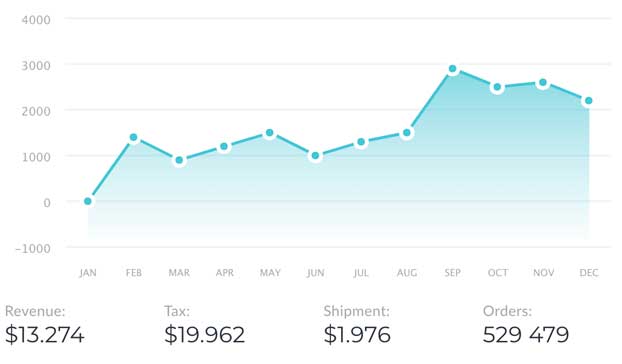 4000
3000
2000
1000
0
-1000
JAN FEB MAR APR MAY JUN JUL AUG SEP OCT NOV DEC
Revenue: Tax: Shipment: Orders:
$13.274 $19.962 $1.976 529 479